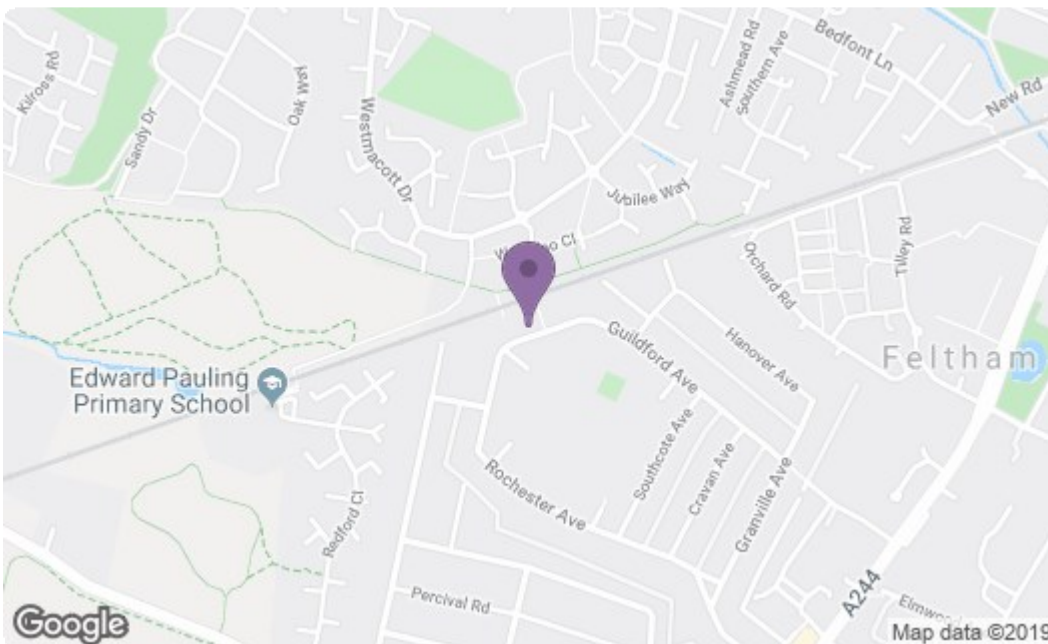 Kilross Rd
Sandy Dr
Oak Way
Westmacott Dr
Ashmead Rd
Southern Ave
Bedfont Ln
New Rd
Jubilee Way
Cl
Orchard Rd
Tilley Rd
Feltham
Guildford Ave
Hanover Ave
Edward Pauling
Primary School
Southcote Ave
Cravan Ave
Granville Ave
Rochester Ave
Redford Cl
Percival Rd
A244
Google
Map data ©2019